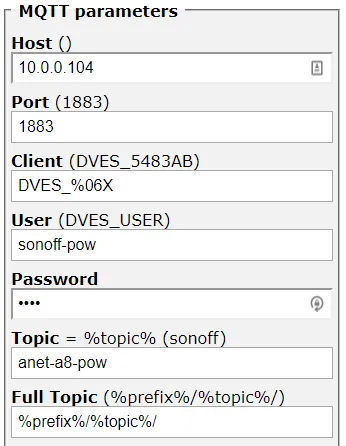 MQTT parameters
Host ()
10.0.0.104
Port (1883)
1883
Client (DVES_5483AB)
DVES_%06X
User (DVES_USER)
sonoff-pow
Password
••••
Topic = %topic% (sonoff)
anet-a8-pow
Full Topic (%prefix%/%topic%/)
%prefix%/%topic%/